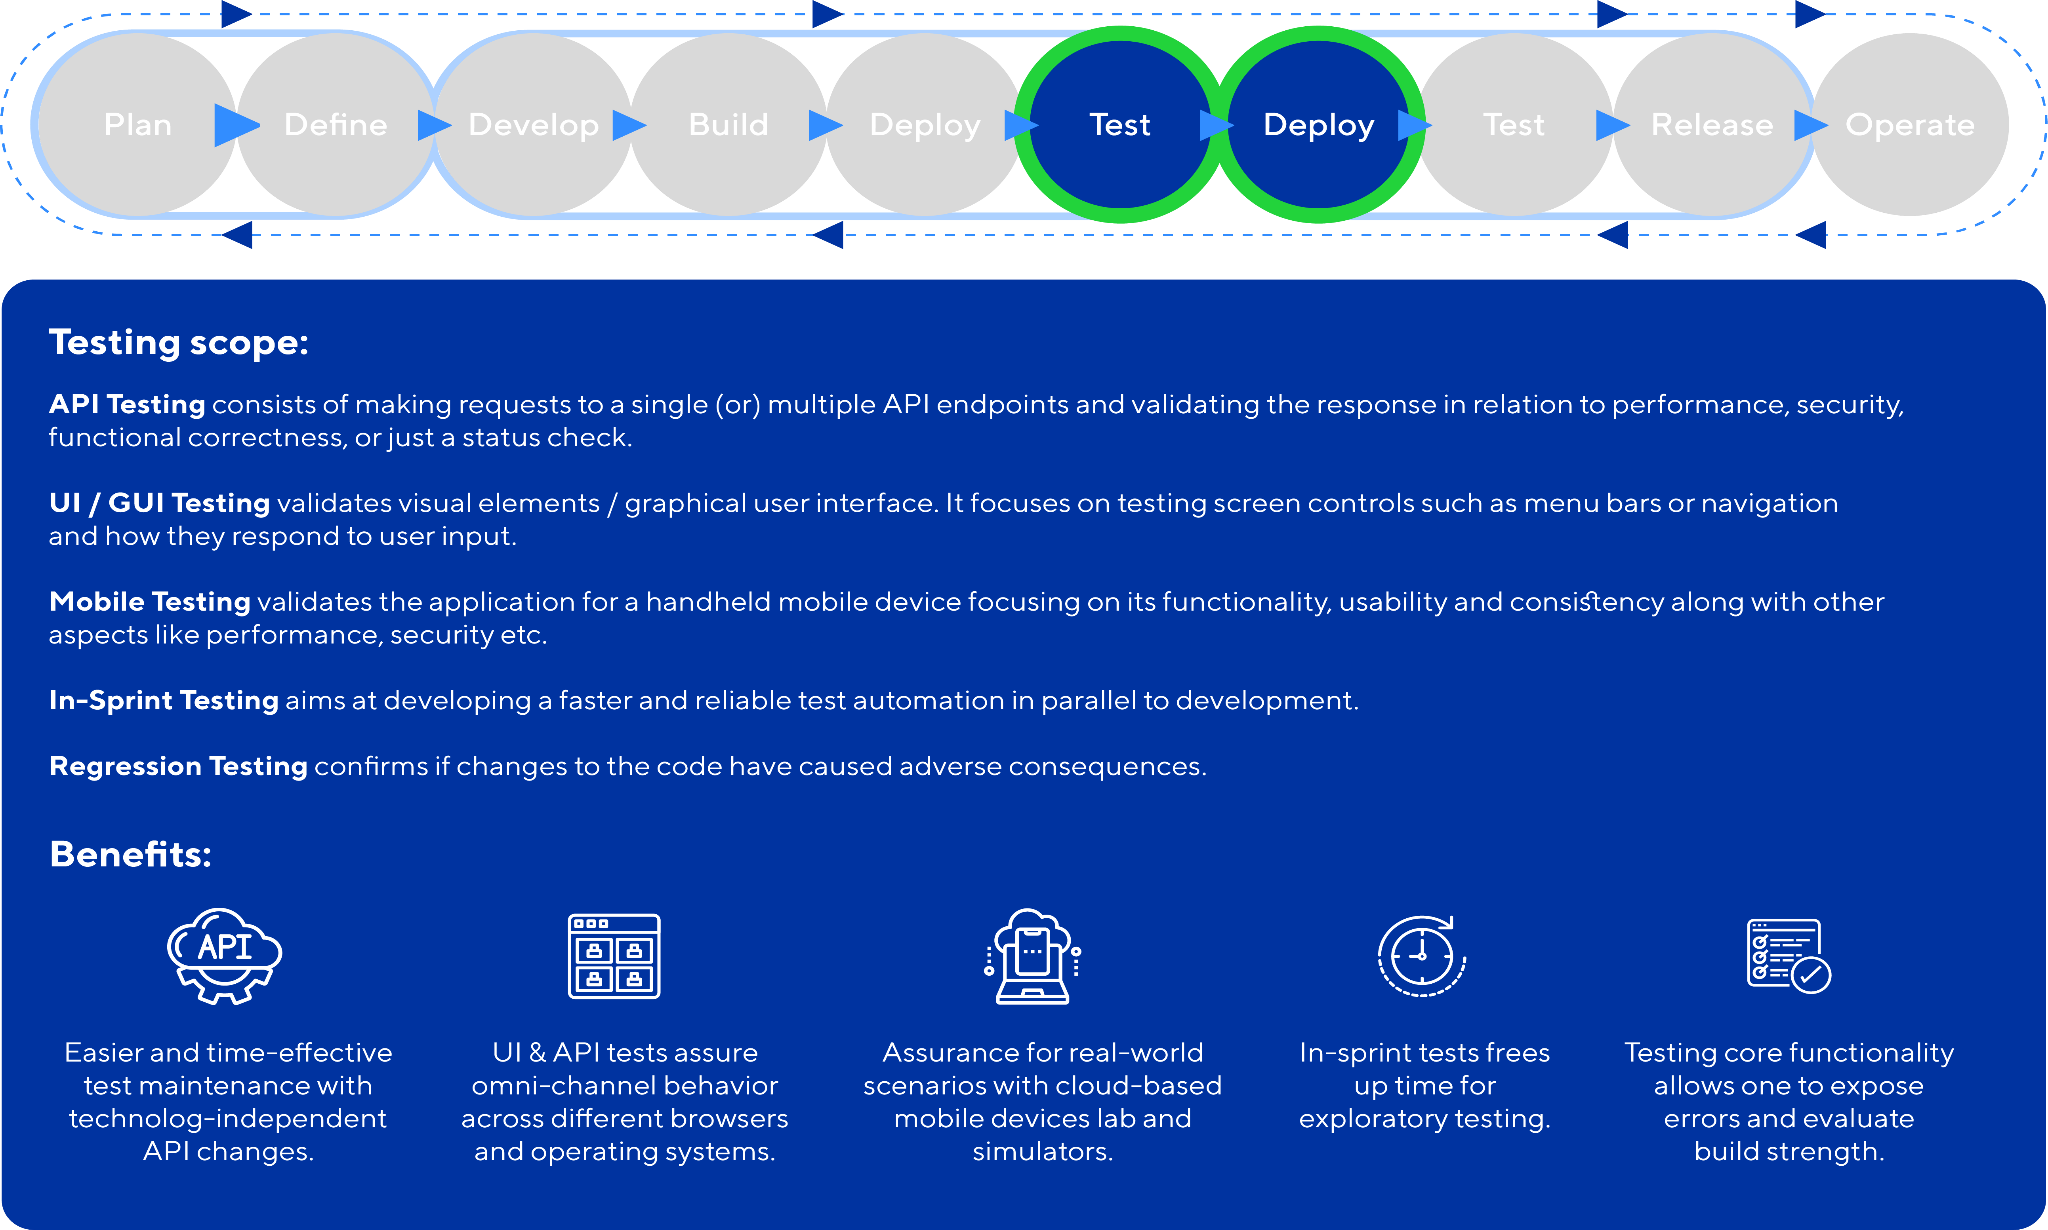 Plan
Define
Develop
Build
Deploy
Test
Deploy
Test
Release
Operate
Testing scope:
API Testing consists of making requests to a single (or) multiple API endpoints and validating the response in relation to performance, security,
functional correctness, or just a status check.
UI / GUI Testing validates visual elements / graphical user interface. It focuses on testing screen controls such as menu bars or navigation
and how they respond to user input.
Mobile Testing validates the application for a handheld mobile device focusing on its functionality, usability and consistency along with other
aspects like performance, security etc.
In-Sprint Testing aims at developing a faster and reliable test automation in parallel to development.
Regression Testing confirms if changes to the code have caused adverse consequences.
Benefits:
API
Easier and time-effective
test maintenance with
technolog-independent
API changes.
UI & API tests assure
omni-channel behavior
across different browsers
and operating systems.
Assurance for real-world
scenarios with cloud-based
mobile devices lab and
simulators.
In-sprint tests frees
up time for
exploratory testing.
Testing core functionality
allows one to expose
errors and evaluate
build strength.